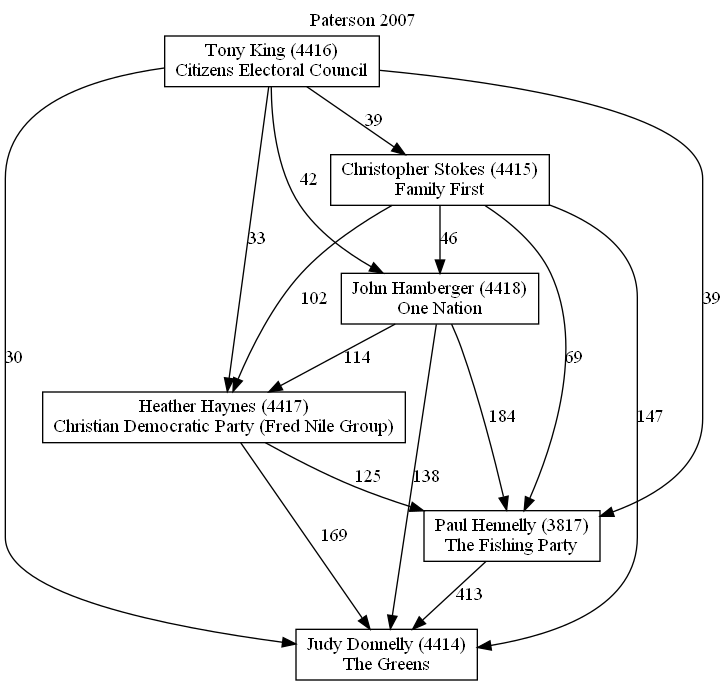 Paterson 2007
Tony King (4416)
Citizens Electoral Council
39
Christopher Stokes (4415)
Family First
42
33
46
102
John Hamberger (4418)
One Nation
39
30
114
69
Heather Haynes (4417)
Christian Democratic Party (Fred Nile Group)
184
147
125
138
Paul Hennelly (3817)
The Fishing Party
169
413
Judy Donnelly (4414)
The Greens